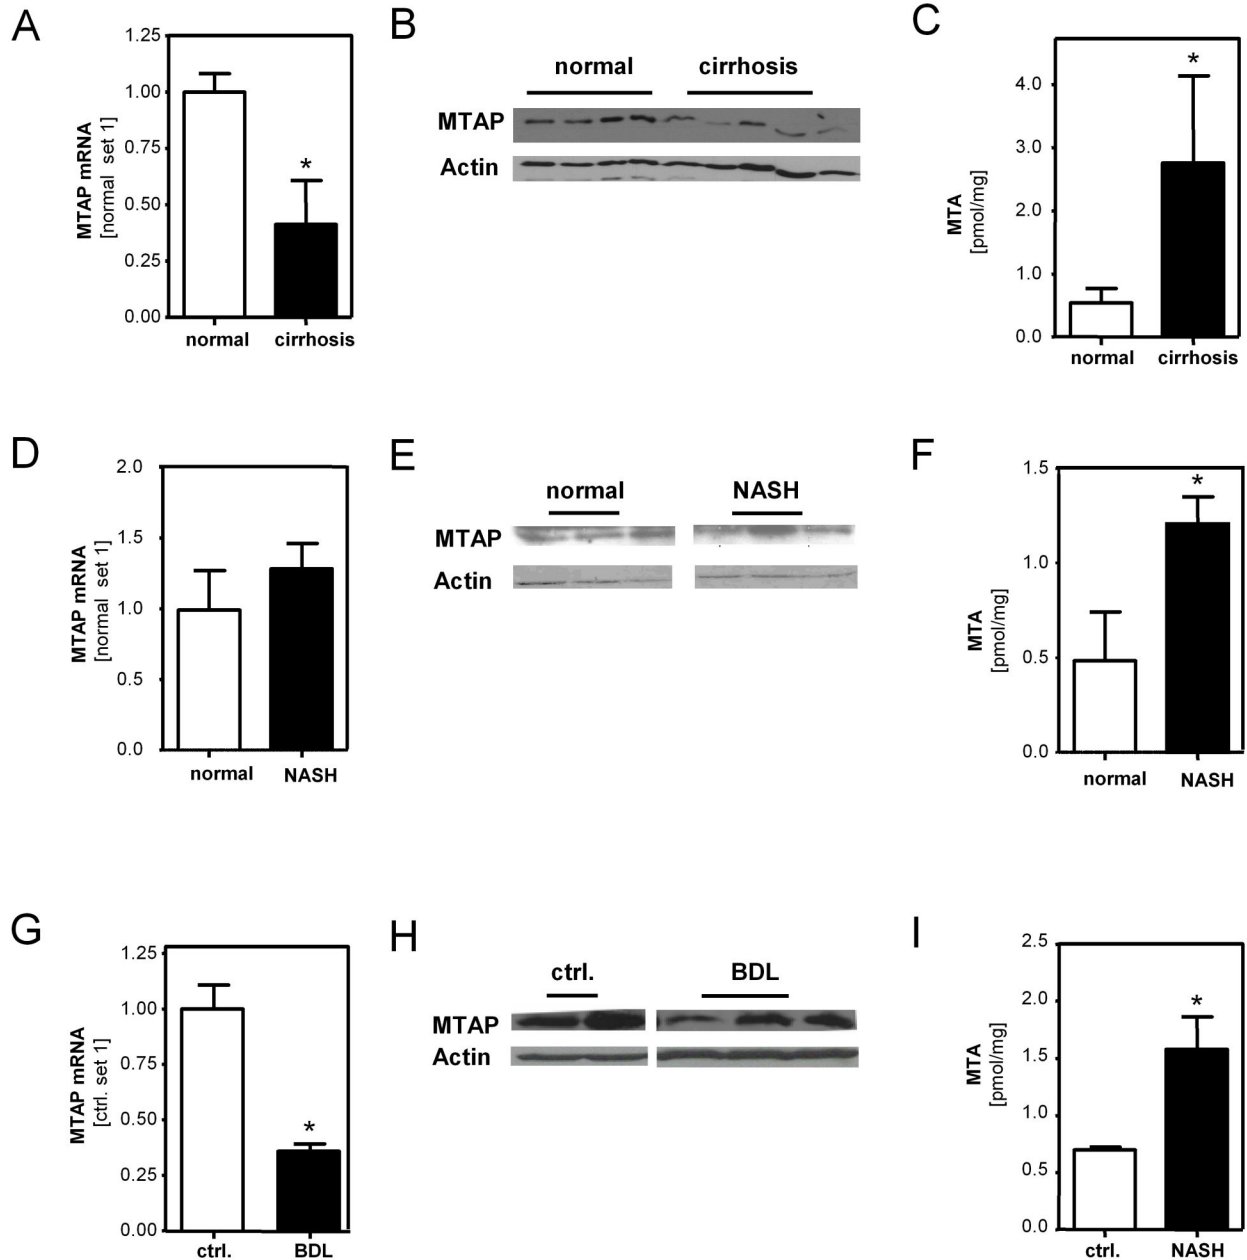 A
MTAP mRNA
[normal set 1]
1.25
1.00
0.75
0.50
0.25
0.00
*
normal cirrhosis
B
normal cirrhosis
MTAP
Actin
C
MTA
[pmol/mg]
4.0
3.0
2.0
1.0
0.0
*
normal cirrhosis
D
MTAP mRNA
[normal set 1]
2.0
1.5
1.0
0.5
0.0
normal NASH
E
normal NASH
MTAP
Actin
F
MTA
[pmol/mg]
1.5
1.0
0.5
0.0
*
normal NASH
G
MTAP mRNA
[ctrl. set 1]
1.25
1.00
0.75
0.50
0.25
0.00
*
ctrl. BDL
H
ctrl. BDL
MTAP
Actin
I
MTA
[pmol/mg]
2.5
2.0
1.5
1.0
0.5
0.0
*
ctrl. NASH